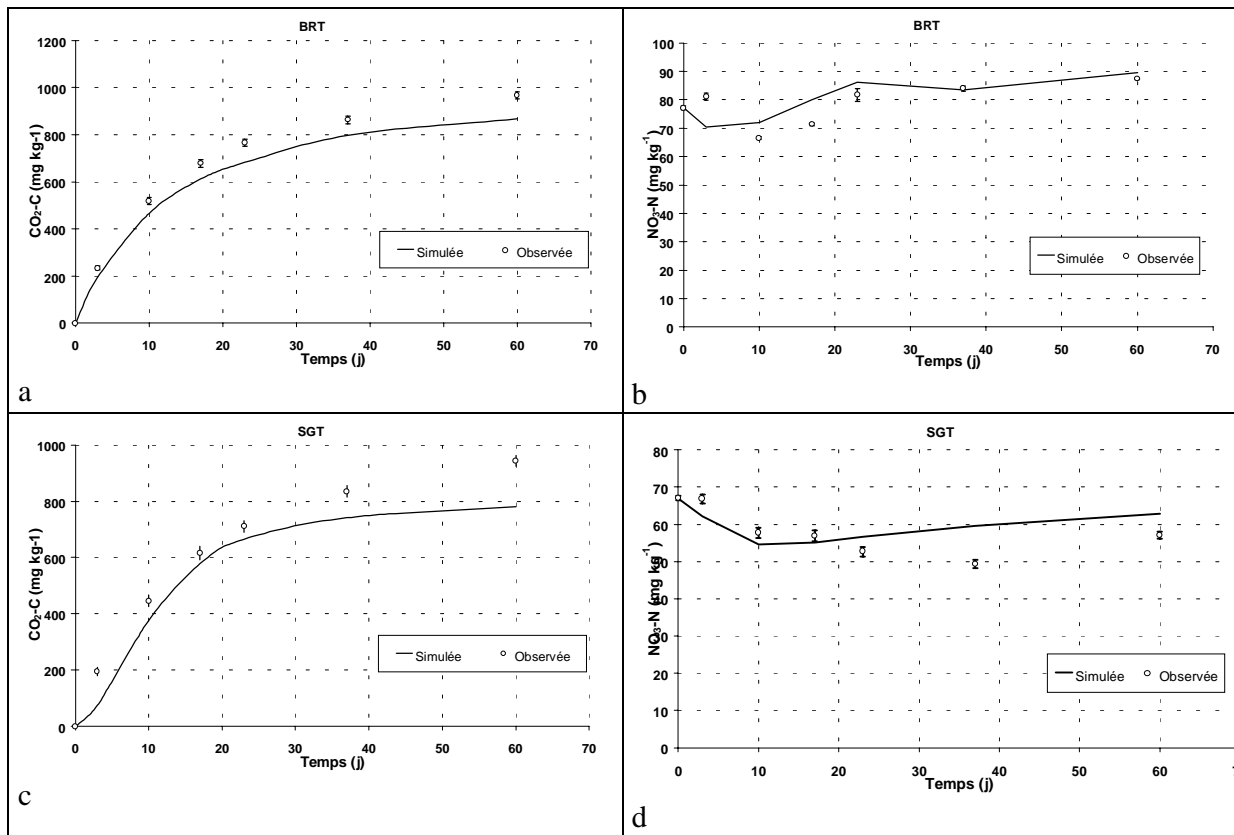 BRT
1200
1000
800
600
400
200
0
CO₂-C (mg kg-1)
Simulée Observée
0 10 20 30 40 50 60 70
Temps (j)
a
BRT
100
90
80
70
60
50
40
30
20
10
0
NO₃-N (mg kg⁻¹)
Simulée Observée
0 10 20 30 40 50 60 70
Temps (j)
b
SGT
1000
800
600
400
200
0
CO₂-C (mg kg-1)
Simulée Observée
0 10 20 30 40 50 60 70
Temps (j)
c
SGT
80
70
60
50
40
30
20
10
0
NO₃-N (mg kg⁻¹)
Simulée Observée
0 10 20 30 40 50 60
Temps (j)
d